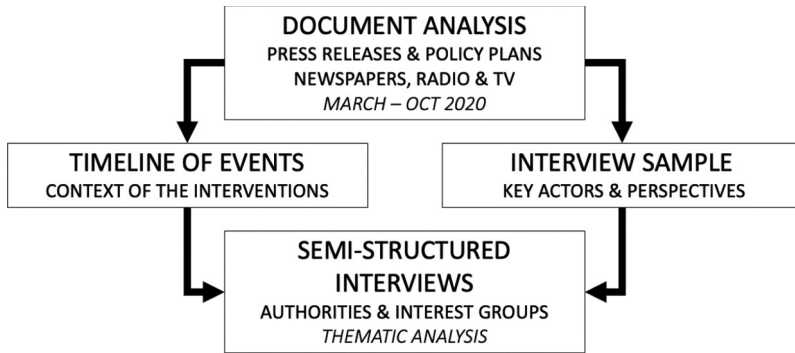 DOCUMENT ANALYSIS
PRESS RELEASES & POLICY PLANS
NEWSPAPERS, RADIO & TV
MARCH – OCT 2020
TIMELINE OF EVENTS
CONTEXT OF THE INTERVENTIONS
INTERVIEW SAMPLE
KEY ACTORS & PERSPECTIVES
SEMI-STRUCTURED
INTERVIEWS
AUTHORITIES & INTEREST GROUPS
THEMATIC ANALYSIS